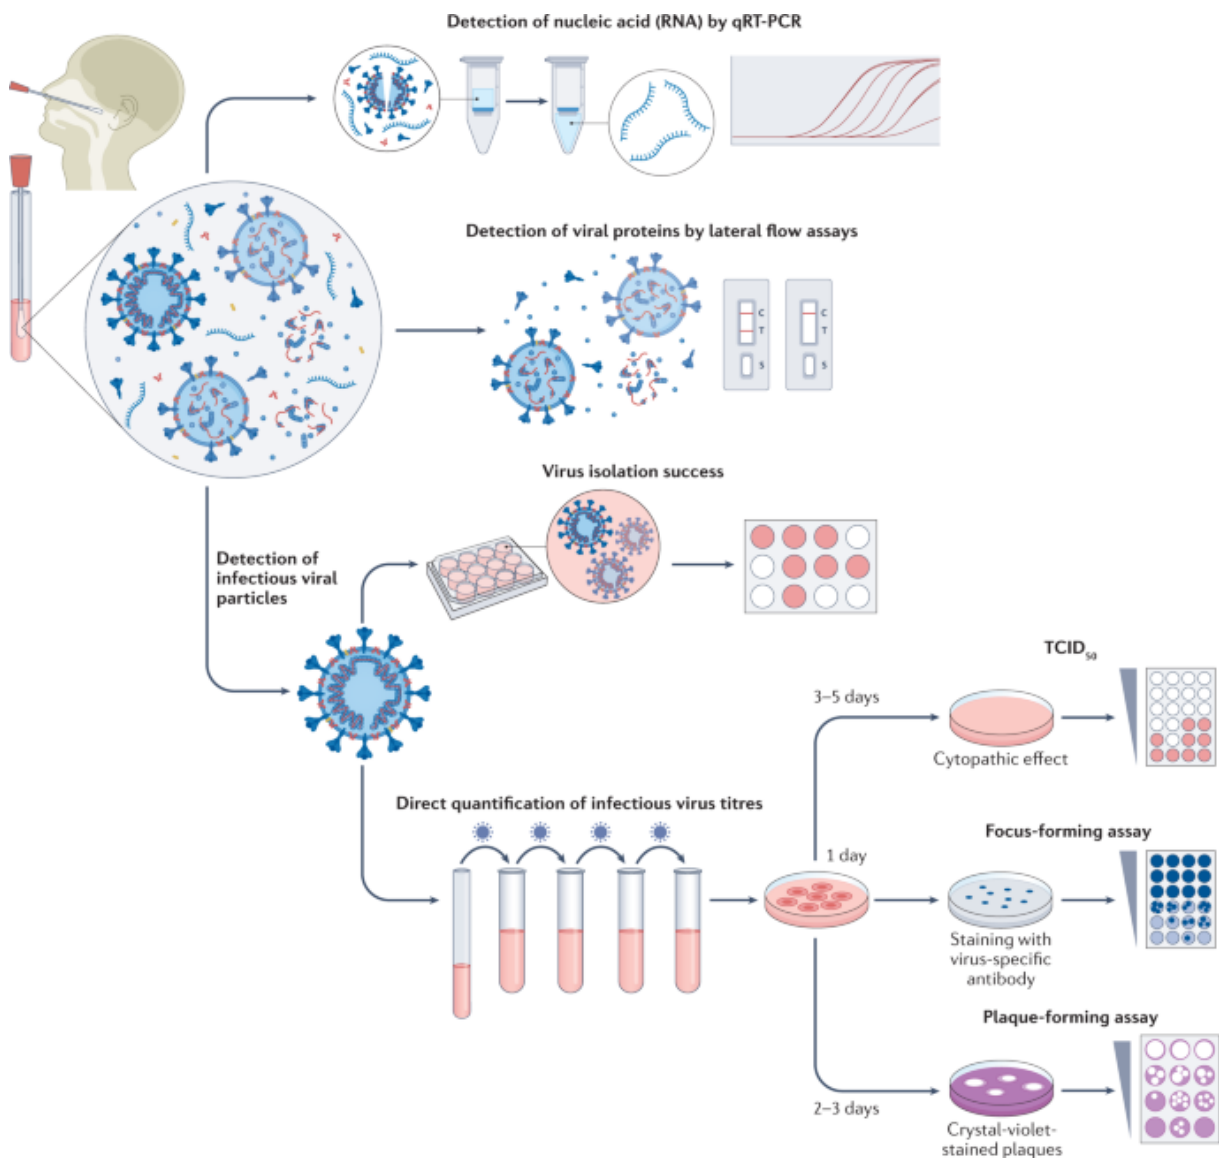 Detection of nucleic acid (RNA) by qRT-PCR
Detection of viral proteins by lateral flow assays
C
T
S
C
T
S
Virus isolation success
Detection of
infectious viral
particles
TCID50
3–5 days
Cytopathic effect
Direct quantification of infectious virus titres
Focus-forming assay
1 day
Staining with
virus-specific
antibody
Plaque-forming assay
2–3 days
Crystal-violet-
stained plaques